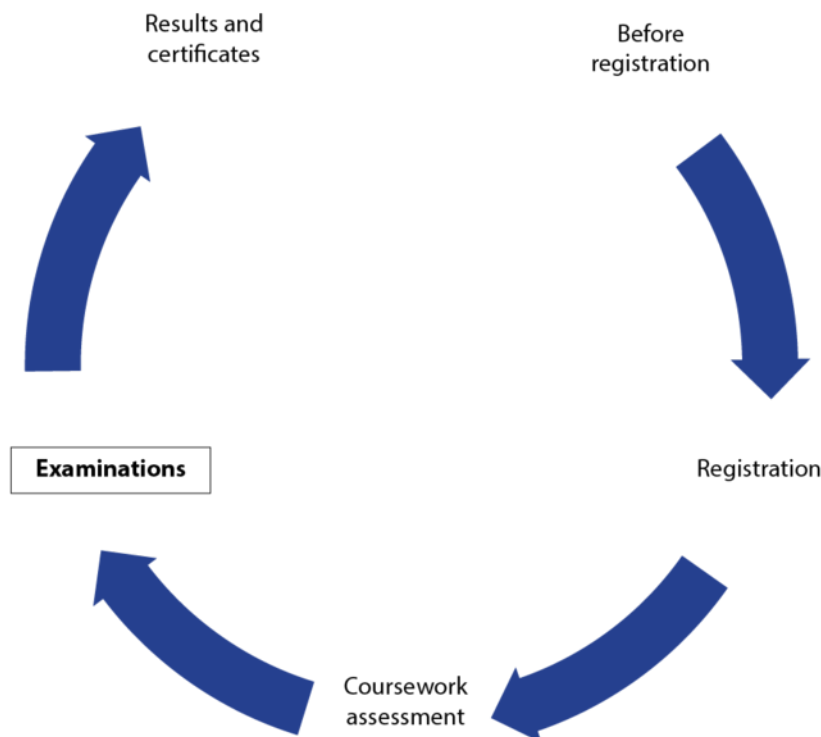 Results and
certificates
Before
registration
Examinations
Registration
Coursework
assessment